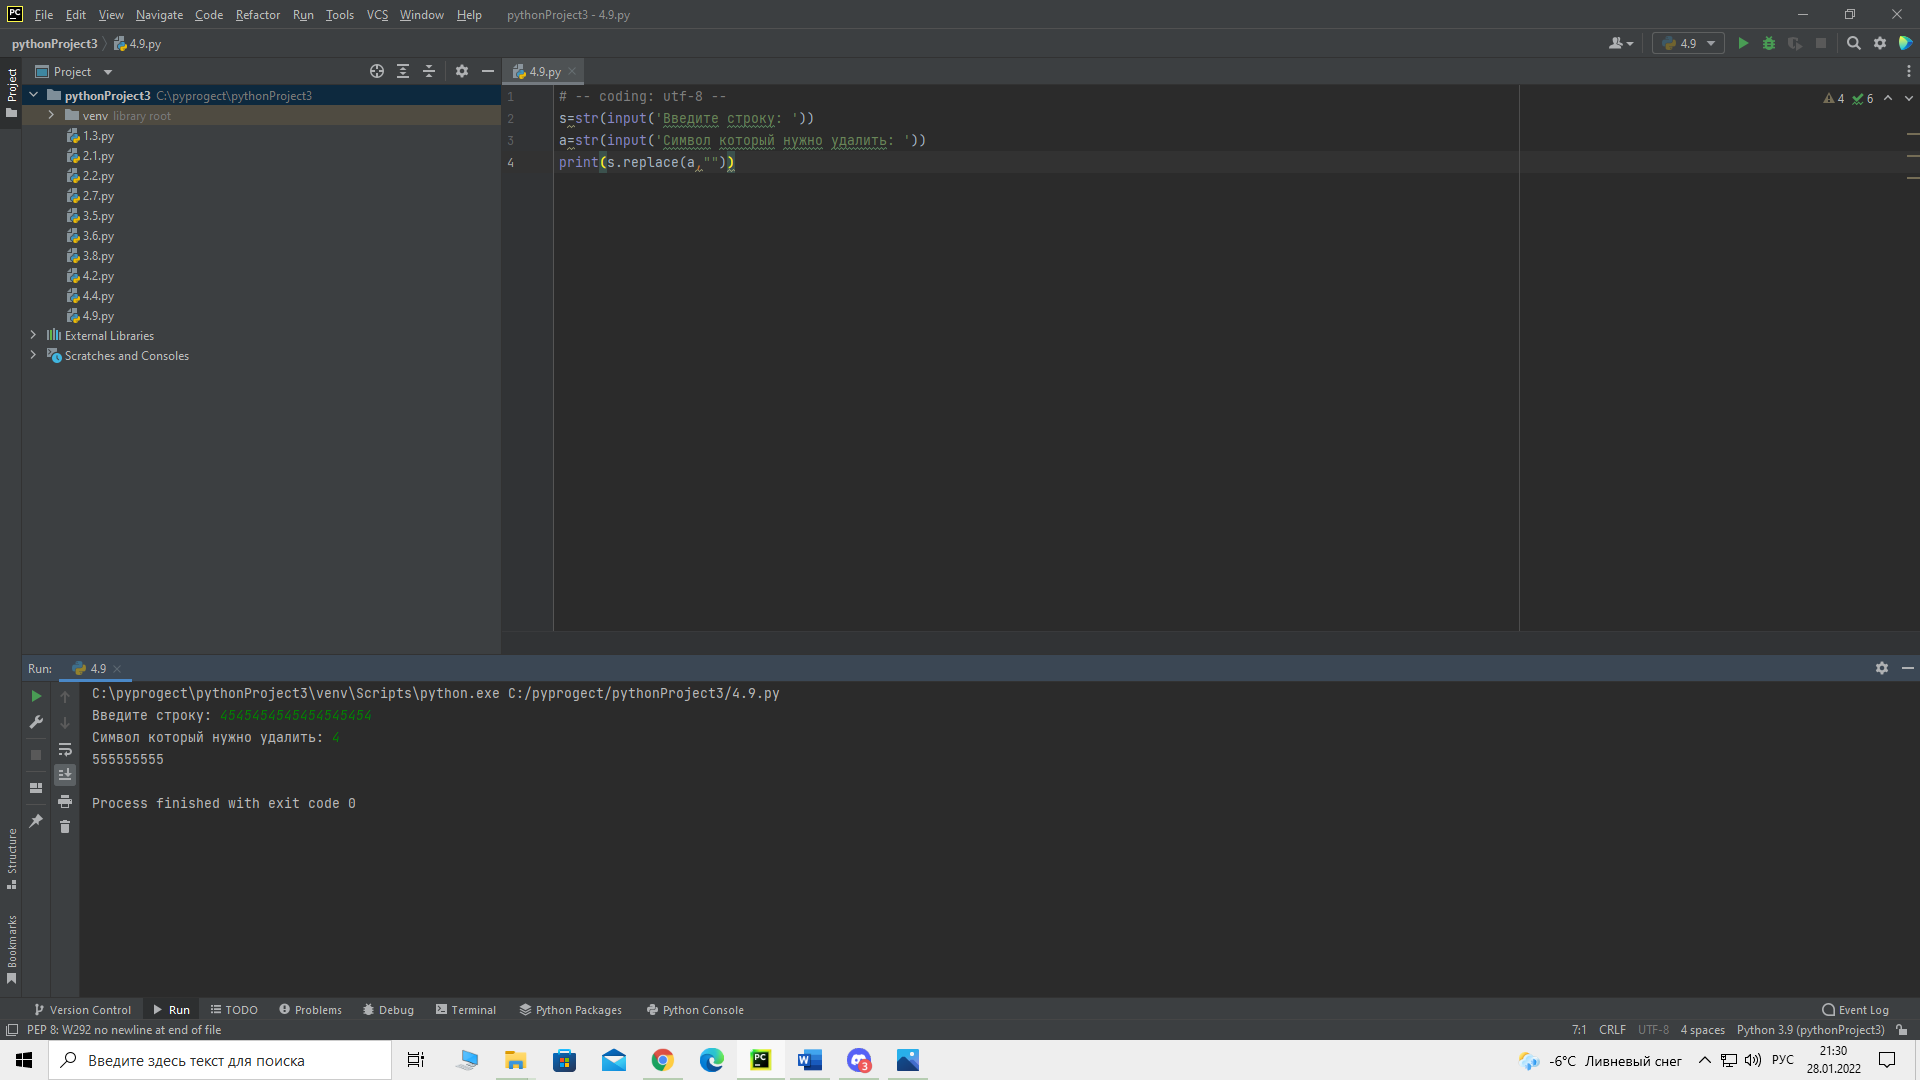 PC File Edit View Navigate Code Refactor Run Tools VCS Window Help pythonProject3 - 4.9.py
pythonProject3 4.9.py 4.9
Project
Project
4.9.py
pythonProject3 C:\pyprogect\pythonProject3
venv library root
1.3.py
2.1.py
2.2.py
2.7.py
3.5.py
3.6.py
3.8.py
4.2.py
4.4.py
4.9.py
External Libraries
Scratches and Consoles
1 # -- coding: utf-8 --
2 s=str(input('Введите строку: '))
3 a=str(input('Символ который нужно удалить: '))
4 print(s.replace(a,""))
4 6
Run: 4.9
C:\pyprogect\pythonProject3\venv\Scripts\python.exe C:/pyprogect/pythonProject3/4.9.py
Введите строку: 4545454545454545454
Символ который нужно удалить: 4
555555555
Process finished with exit code 0
Structure
Bookmarks
Version Control Run TODO Problems Debug Terminal Python Packages Python Console Event Log
PEP 8: W292 no newline at end of file 7:1 CRLF UTF-8 4 spaces Python 3.9 (pythonProject3)
Введите здесь текст для поиска
PC
W
3
-6°C Ливневый снег
РУС
21:30
28.01.2022